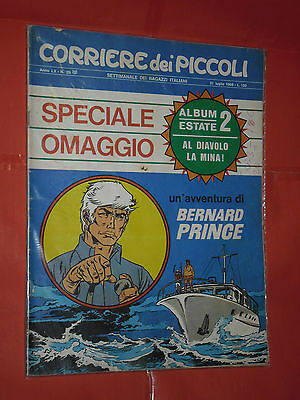 CORRIERE dei PICCOLI
SETTIMANALE DEI RAGAZZI ITALIANI
SPECIALE
OMAGGIO
ALBUM
ESTATE 2
AL DIAVOLO
LA MINA!
un'avventura di
BERNARD
PRINCE